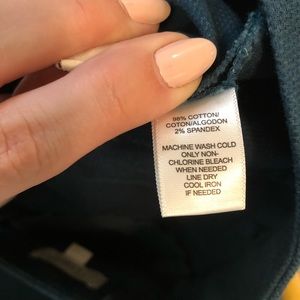 98% COTTON/
COTON/ALGODON
2% SPANDEX
MACHINE WASH COLD
ONLY NON-
CHLORINE BLEACH
WHEN NEEDED
LINE DRY
COOL IRON
IF NEEDED